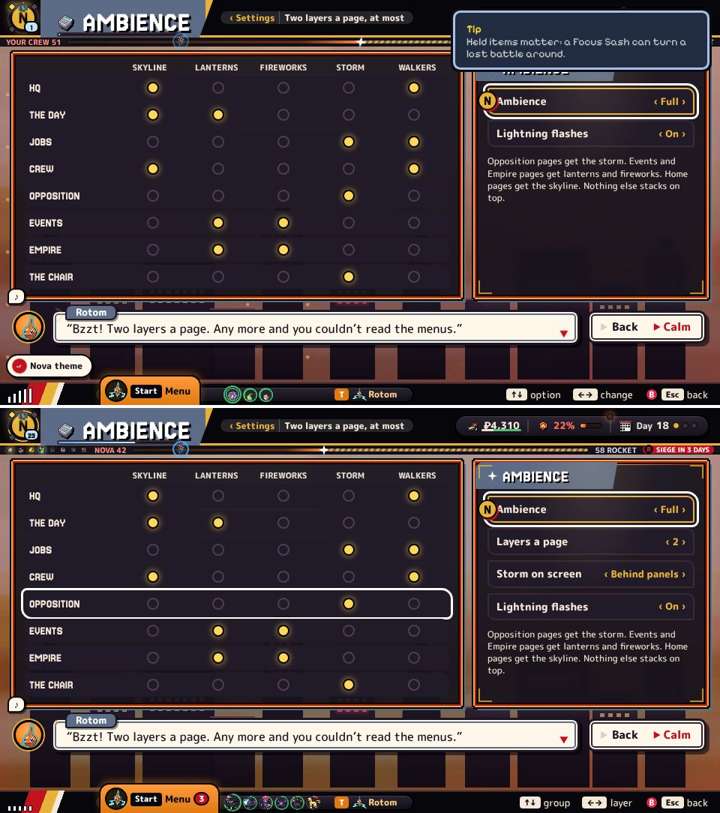 N
1
AMBIENCE
‹ Settings Two layers a page, at most
Tip
Held items matter: a Focus Sash can turn a
lost battle around.
YOUR CREW 51
SKYLINE LANTERNS FIREWORKS STORM WALKERS
HQ
THE DAY
JOBS
CREW
OPPOSITION
EVENTS
EMPIRE
THE CHAIR
N Ambience ‹ Full ›
Lightning flashes ‹ On ›
Opposition pages get the storm. Events and
Empire pages get lanterns and fireworks. Home
pages get the skyline. Nothing else stacks on
top.
Rotom
“Bzzt! Two layers a page. Any more and you couldn’t read the menus.”
Back Calm
Nova theme
Start Menu
T Rotom
↑↓ option ←→ change B Esc back
N
AMBIENCE
‹ Settings Two layers a page, at most
₽4,310 22% Day 18
NOVA 42
58 ROCKET SIEGE IN 3 DAYS
SKYLINE LANTERNS FIREWORKS STORM WALKERS
HQ
THE DAY
JOBS
CREW
OPPOSITION
EVENTS
EMPIRE
THE CHAIR
AMBIENCE
N Ambience ‹ Full ›
Layers a page ‹ 2 ›
Storm on screen ‹ Behind panels ›
Lightning flashes ‹ On ›
Opposition pages get the storm. Events and
Empire pages get lanterns and fireworks. Home
pages get the skyline. Nothing else stacks on
top.
Rotom
“Bzzt! Two layers a page. Any more and you couldn’t read the menus.”
Back Calm
Start Menu 3
T Rotom
↑↓ group ←→ layer B Esc back